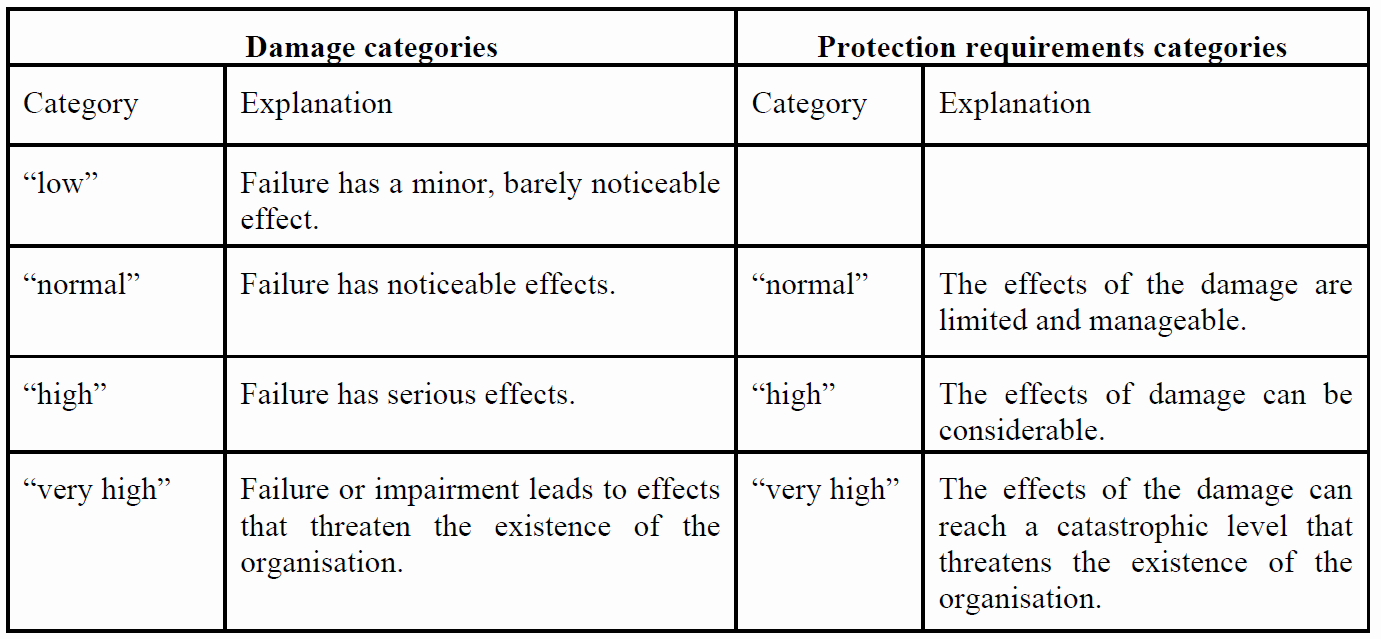 Damage categories
Protection requirements categories
Category
Explanation
Category
Explanation
“low”
Failure has a minor, barely noticeable
effect.
“normal”
Failure has noticeable effects.
“normal”
The effects of the damage are
limited and manageable.
“high”
Failure has serious effects.
“high”
The effects of damage can be
considerable.
“very high”
Failure or impairment leads to effects
that threaten the existence of the
organisation.
“very high”
The effects of the damage can
reach a catastrophic level that
threatens the existence of the
organisation.